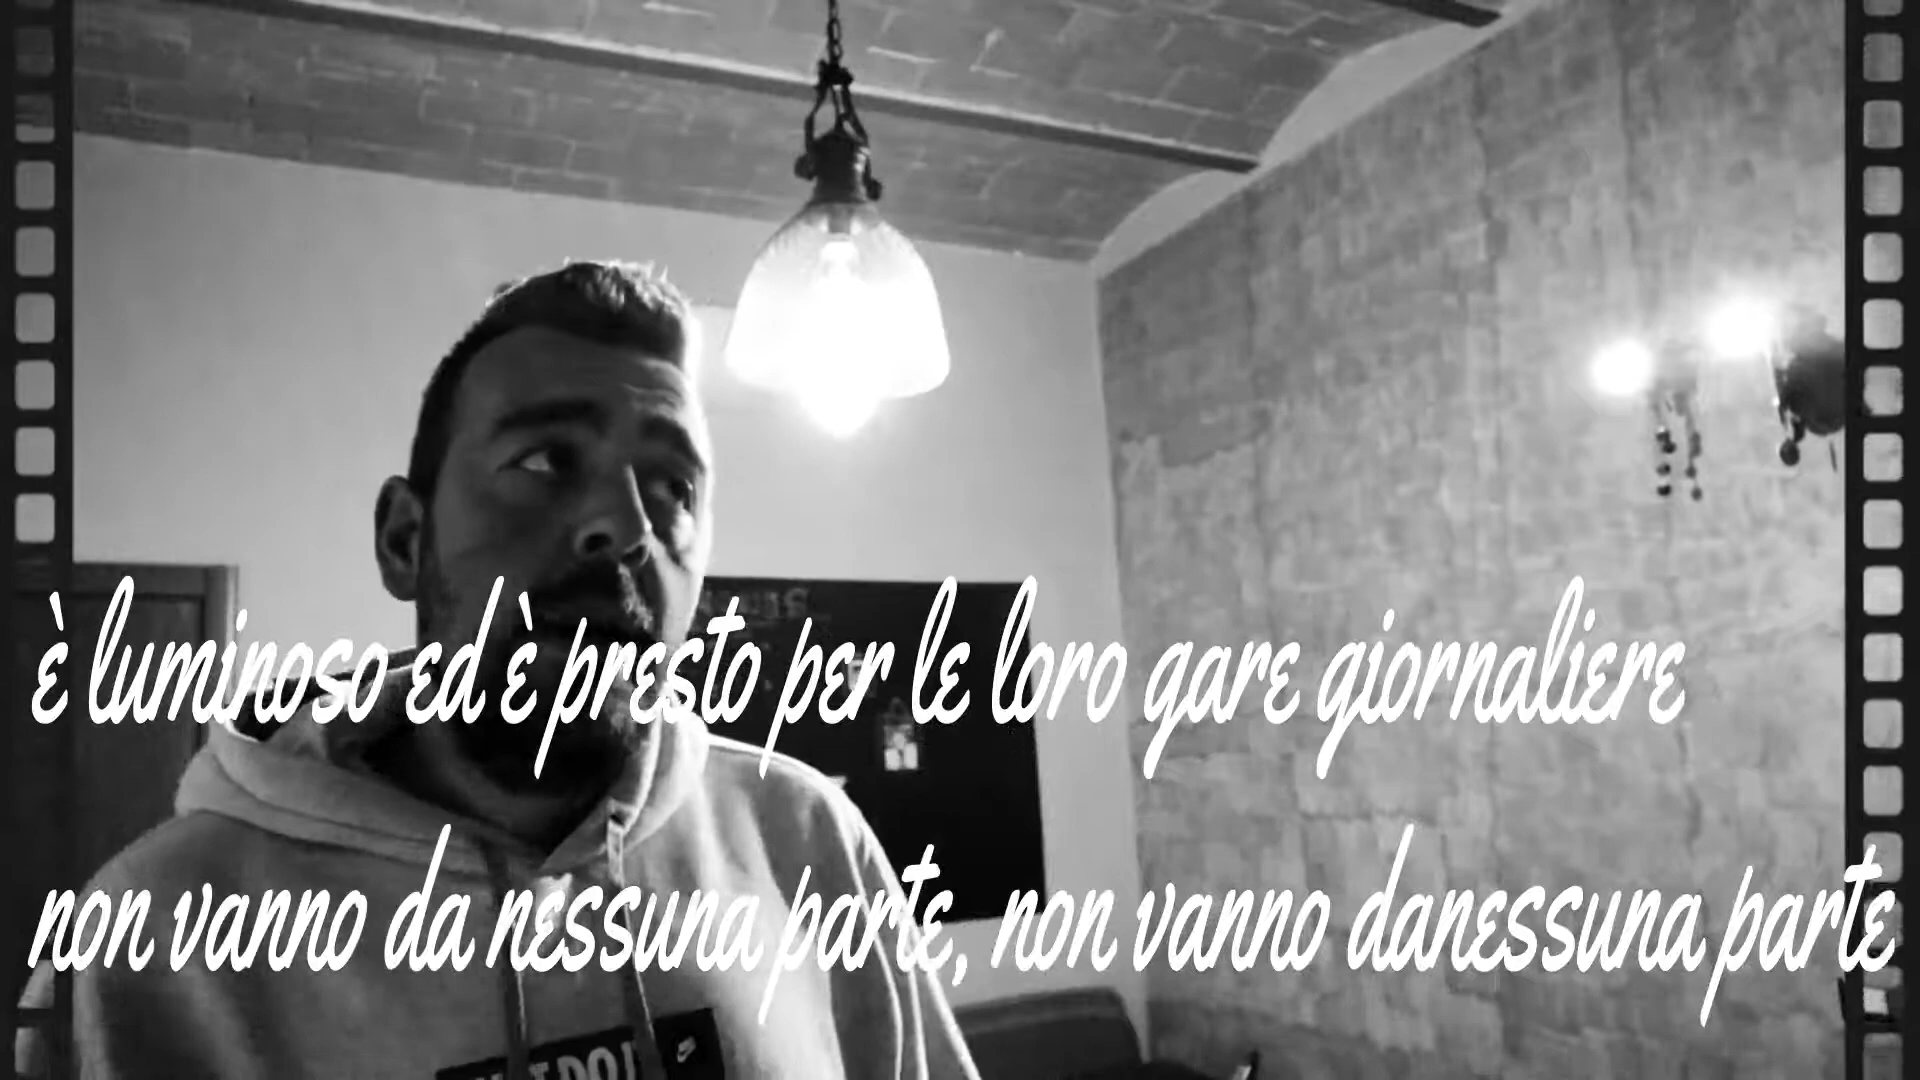 è luminoso ed è presto per le loro gare giornaliere
non vanno da nessuna parte, non vanno danessuna parte